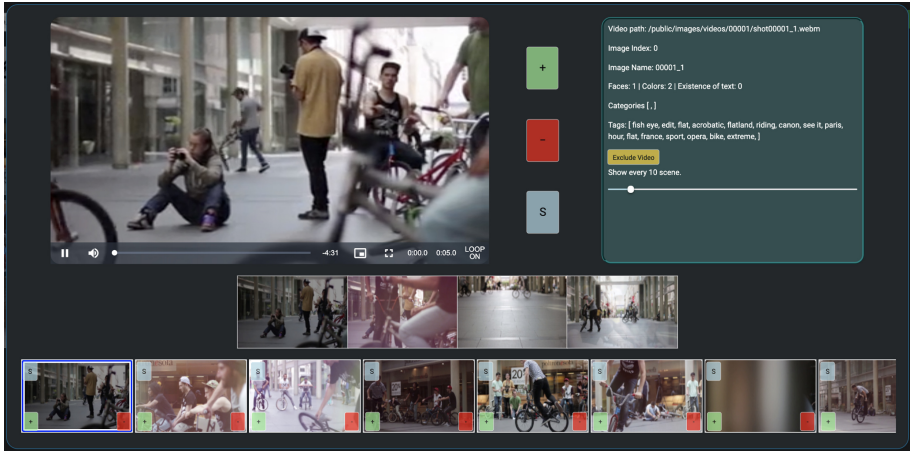 Video path: /public/images/videos/00001/shot00001_1.webm
Image Index: 0
Image Name: 00001_1
Faces: 1 | Colors: 2 | Existence of text: 0
Categories [ , ]
Tags: [ fish eye, edit, flat, acrobatic, flatland, riding, canon, see it, paris,
hour, flat, france, sport, opera, bike, extreme, ]
Exclude Video
Show every 10 scene.
+
-
S
-4:31 0:00.0 0:05.0 LOOP
ON
S S S S S S S S
+ - + - + - + - + - + - + - +